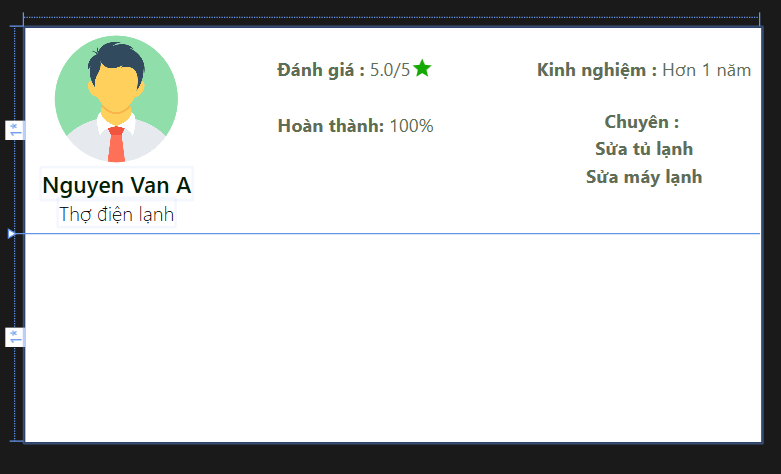 Đánh giá : 5.0/5
Kinh nghiệm : Hơn 1 năm
Hoàn thành: 100%
Chuyên :
Sửa tủ lạnh
Sửa máy lạnh
Nguyen Van A
Thợ điện lạnh
1*
1*